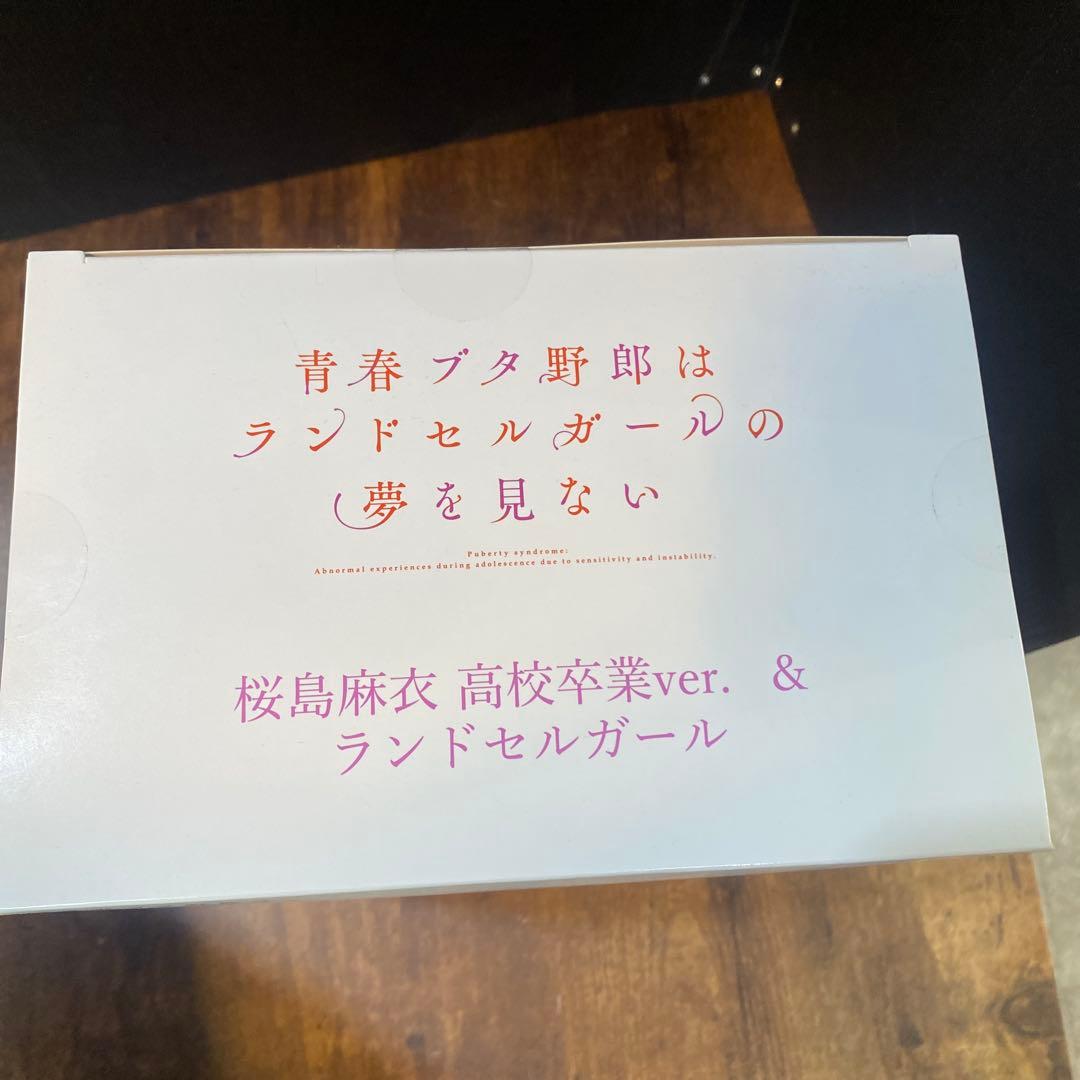 青春ブタ野郎は
ランドセルガールの
夢を見ない
Puberty syndrome:
Abnormal experiences during adolescence due to sensitivity and instability.
桜島麻衣 高校卒業ver. &
ランドセルガール